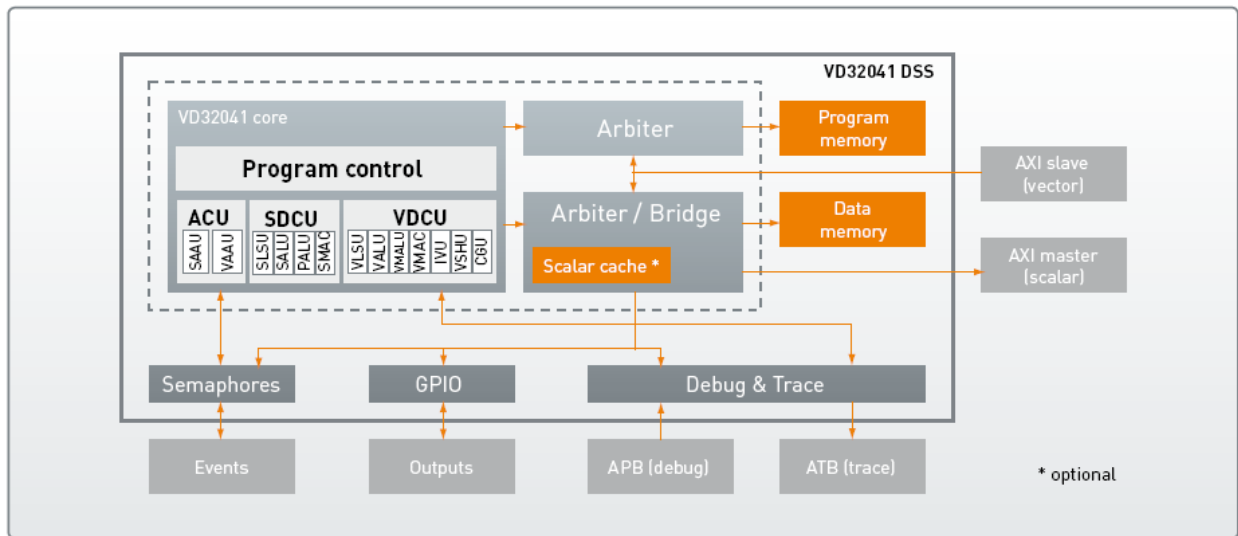 VD32041 DSS
VD32041 core
Arbiter
Program
memory
Program control
AXI slave
(vector)
ACU
SDCU
VDCU
SAAU
VAAU
SLSU
SALU
PALU
SMAC
VLSU
VALU
VMALU
VMAC
IVU
VSHU
CGU
Arbiter / Bridge
Scalar cache *
Data
memory
AXI master
(scalar)
Semaphores
GPIO
Debug & Trace
Events
Outputs
APB (debug)
ATB (trace)
* optional